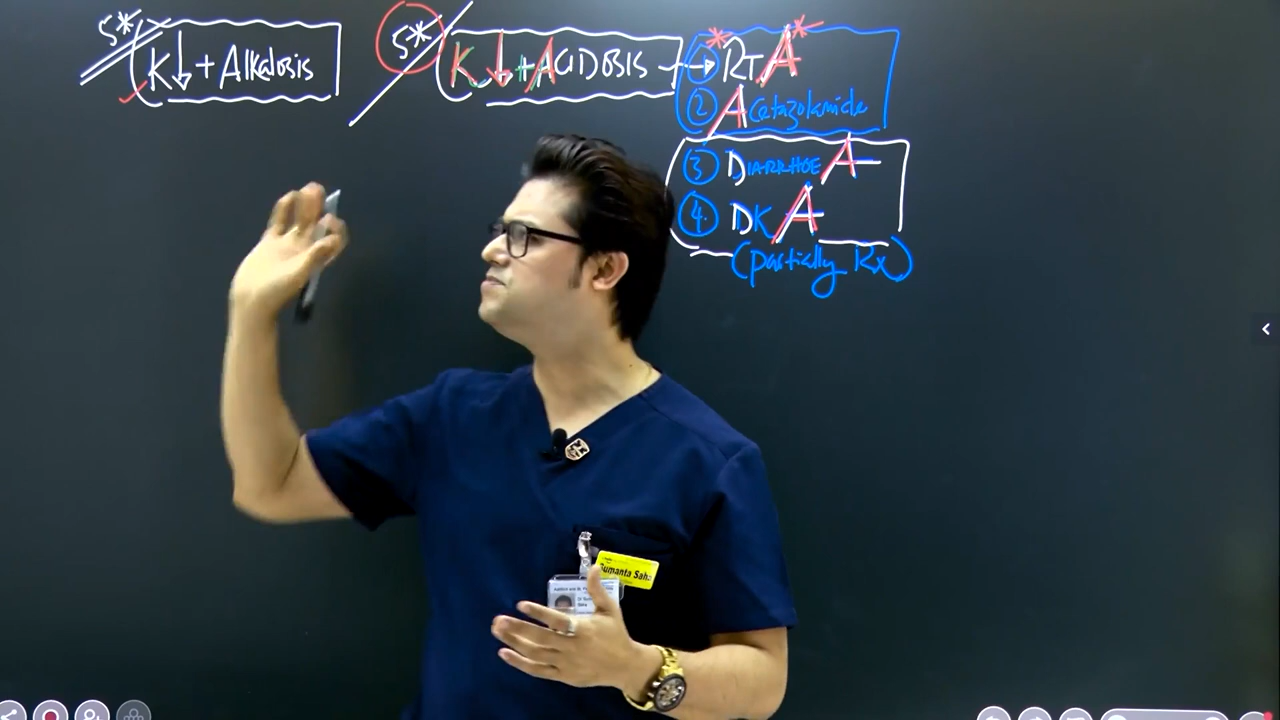 5* K↓ + Alkalosis
5* K↓ + ACIDOSIS → ① RTA*
② Acetazolamide
③ DIARRHOEA
④ DKA
(partially Rx)
Sumanta Saha